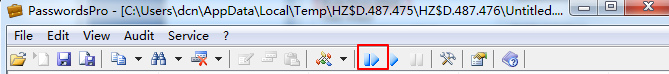 PasswordsPro - [C:\Users\dcn\AppData\Local\Temp\HZ$D.487.475\HZ$D.487.476\Untitled....
File Edit View Audit Service ?